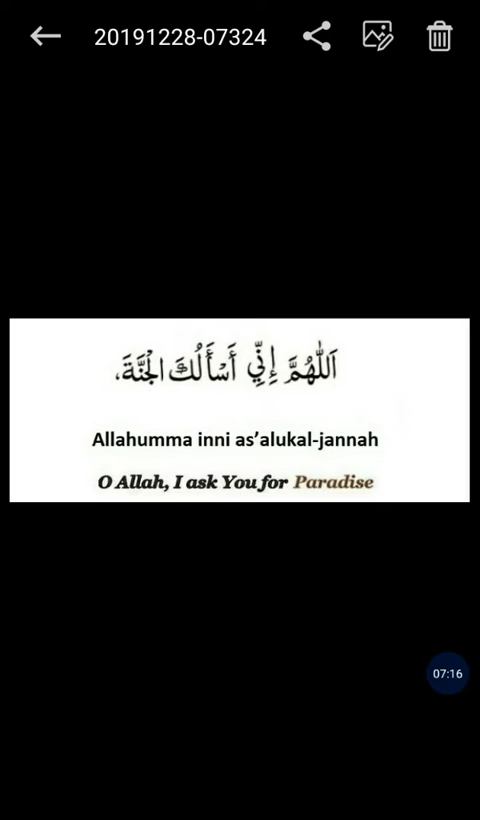 20191228-07324
اَللّٰهُمَّ إِنِّي أَسْأَلُكَ الْجَنَّةَ،
Allahumma inni as’alukal-jannah
O Allah, I ask You for Paradise
07:16